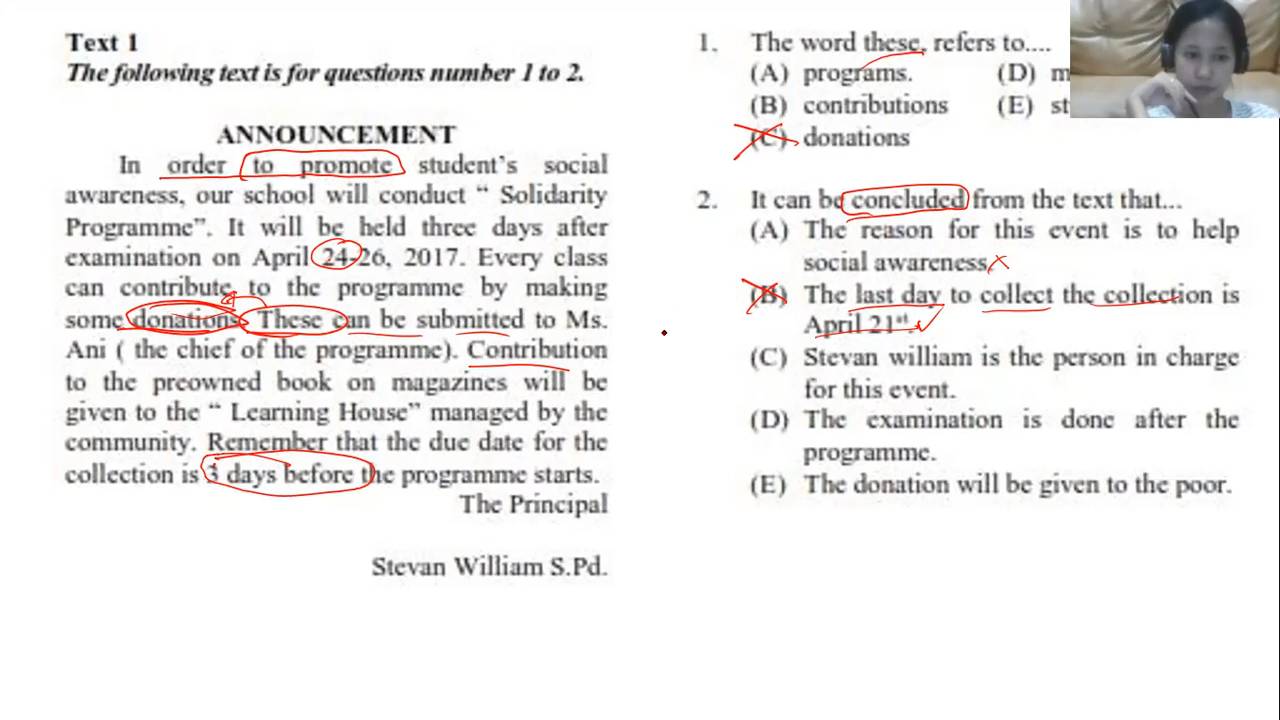 Text 1
The following text is for questions number 1 to 2.
ANNOUNCEMENT
In order to promote student's social
awareness, our school will conduct “ Solidarity
Programme”. It will be held three days after
examination on April 24-26, 2017. Every class
can contribute to the programme by making
some donations. These can be submitted to Ms.
Ani ( the chief of the programme). Contribution
to the preowned book on magazines will be
given to the “ Learning House” managed by the
community. Remember that the due date for the
collection is 3 days before the programme starts.
The Principal
Stevan William S.Pd.
1. The word these, refers to....
(A) programs. (D)
(B) contributions (E)
(C) donations
2. It can be concluded from the text that...
(A) The reason for this event is to help
social awareness
(B) The last day to collect the collection is
April 21st.
(C) Stevan william is the person in charge
for this event.
(D) The examination is done after the
programme.
(E) The donation will be given to the poor.